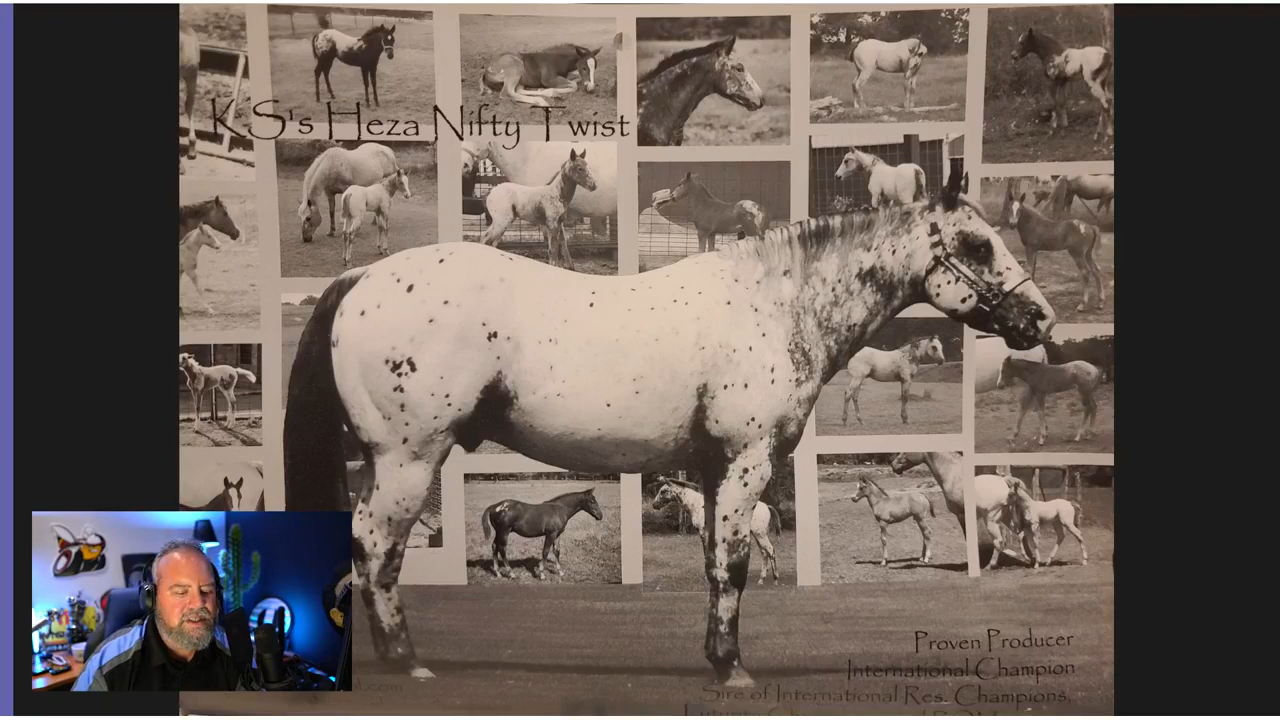 KS's Heza Nifty Twist
Proven Producer
International Champion
Sire of International Res. Champions,